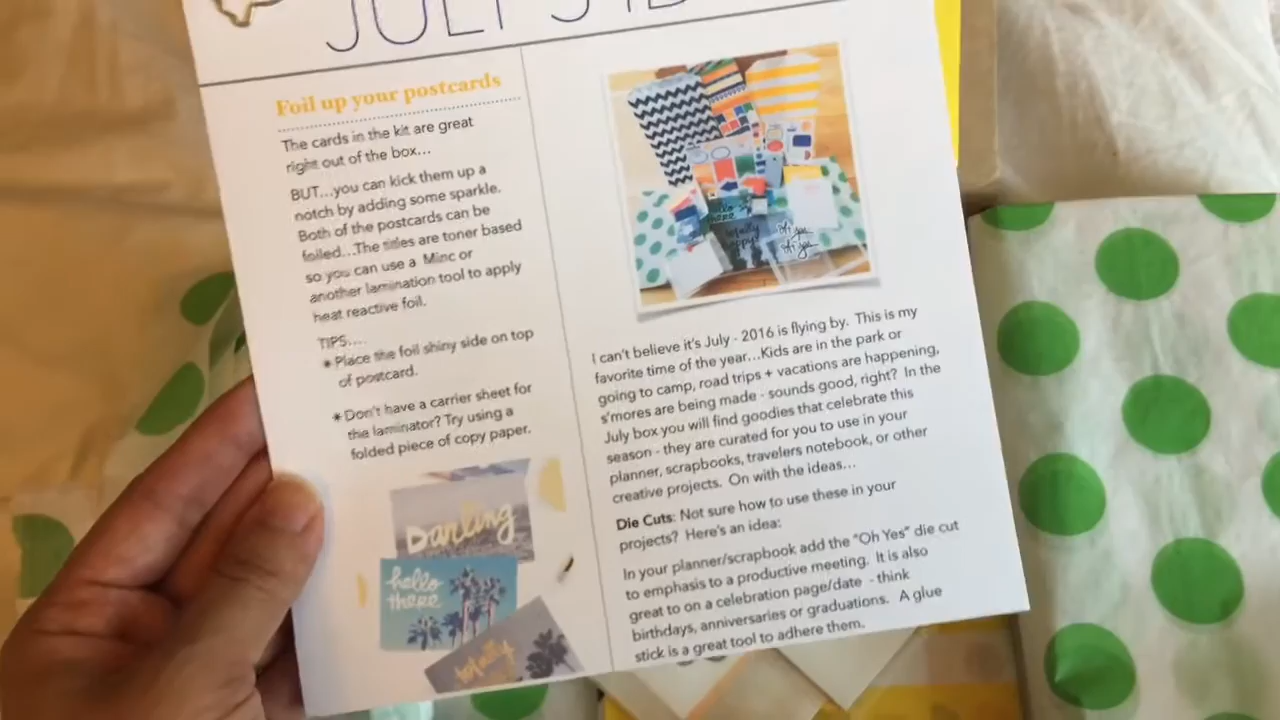 Foil up your postcards
The cards in the kit are great
right out of the box...
BUT...you can kick them up a
notch by adding some sparkle.
Both of the postcards can be
foiled...The titles are toner based
so you can use a Minc or
another lamination tool to apply
heat reactive foil.
TIPS....
* Place the foil shiny side on top
of postcard.
* Don't have a carrier sheet for
the laminator? Try using a
folded piece of copy paper.
Darling
hello
there
totally
JULY'S
hello
there
totally
happy
oh yes
oh yes
I can't believe it's July - 2016 is flying by. This is my
favorite time of the year...Kids are in the park or
going to camp, road trips + vacations are happening,
s'mores are being made - sounds good, right? In the
July box you will find goodies that celebrate this
season - they are curated for you to use in your
planner, scrapbooks, travelers notebook, or other
creative projects. On with the ideas...
Die Cuts: Not sure how to use these in your
projects? Here's an idea:
In your planner/scrapbook add the "Oh Yes" die cut
to emphasis to a productive meeting. It is also
great to on a celebration page/date - think
birthdays, anniversaries or graduations. A glue
stick is a great tool to adhere them.